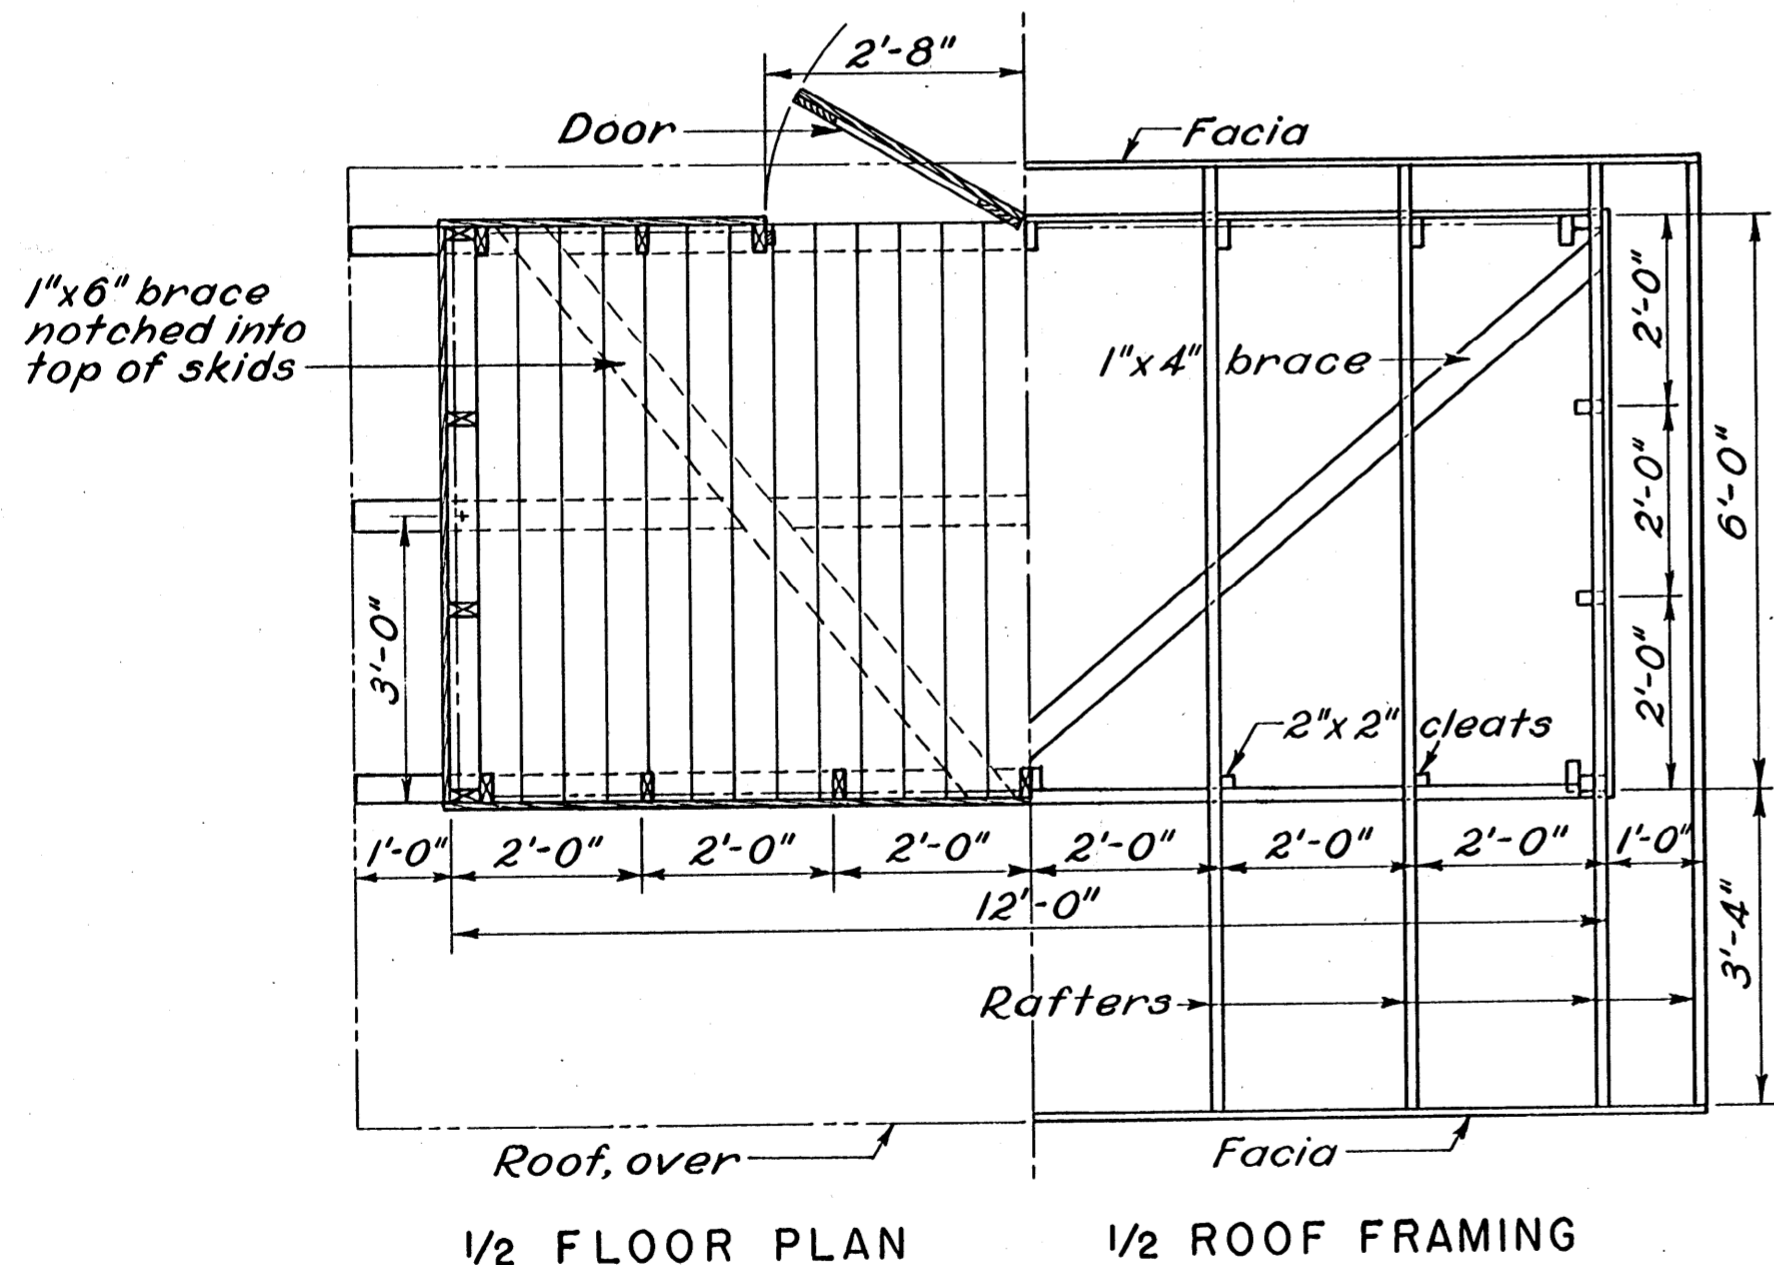 2'-8"
Door
Facia
1"x6" brace
notched into
top of skids
1"x4" brace
2'-0"
2'-0"
2'-0"
6'-0"
3'-0"
2"x2" cleats
1'-0" 2'-0" 2'-0" 2'-0" 2'-0" 2'-0" 2'-0" 1'-0"
12'-0"
3'-4"
Rafters
Roof, over
Facia
1/2 FLOOR PLAN
1/2 ROOF FRAMING